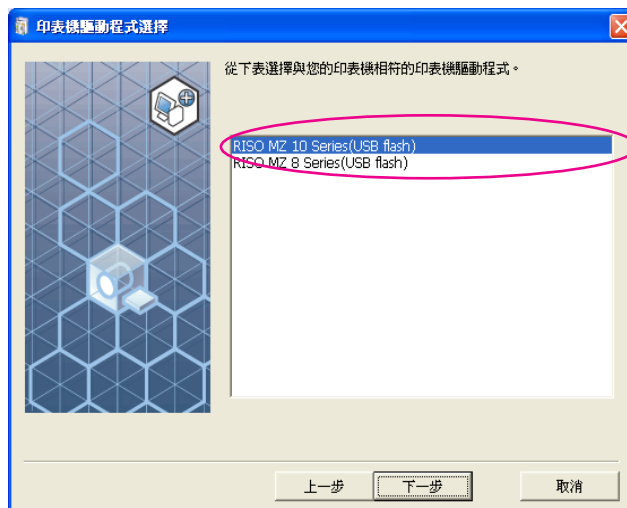 印表機驅動程式選擇
從下表選擇與您的印表機相符的印表機驅動程式。
RISO MZ 10 Series(USB flash)
RISO MZ 8 Series(USB flash)
上一步
下一步
取消